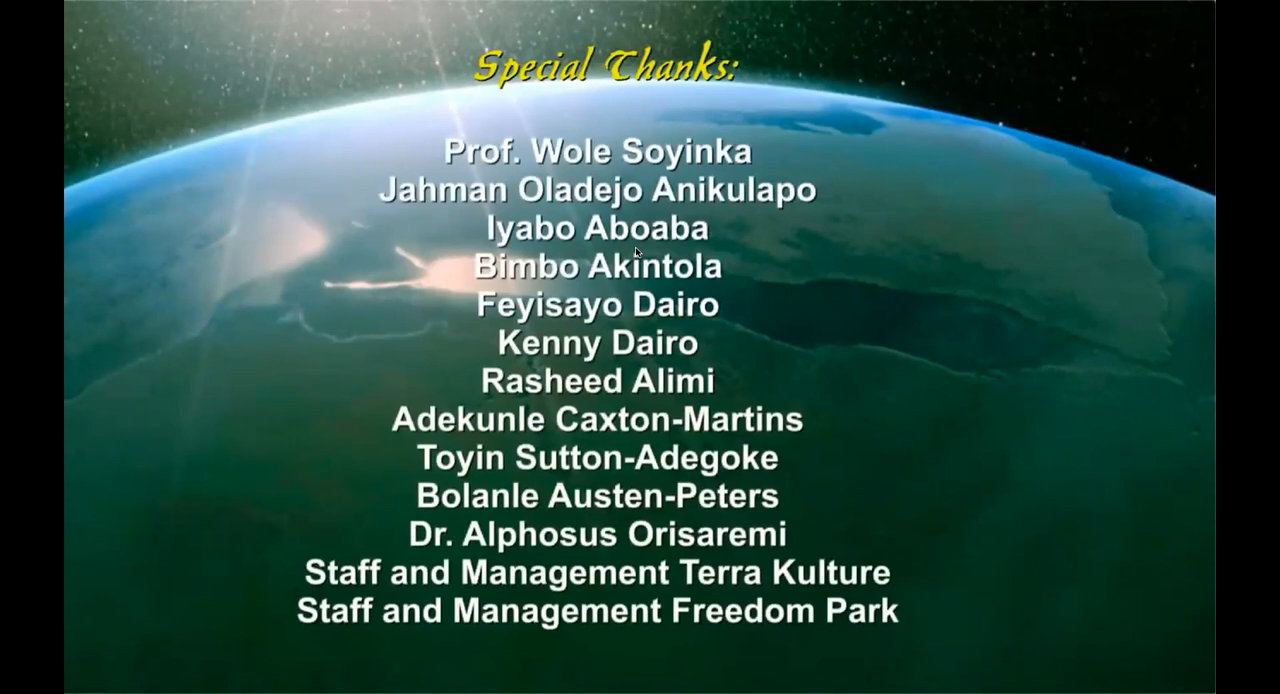 Special Thanks:
Prof. Wole Soyinka
Jahman Oladejo Anikulapo
Iyabo Aboaba
Bimbo Akintola
Feyisayo Dairo
Kenny Dairo
Rasheed Alimi
Adekunle Caxton-Martins
Toyin Sutton-Adegoke
Bolanle Austen-Peters
Dr. Alphosus Orisaremi
Staff and Management Terra Kulture
Staff and Management Freedom Park